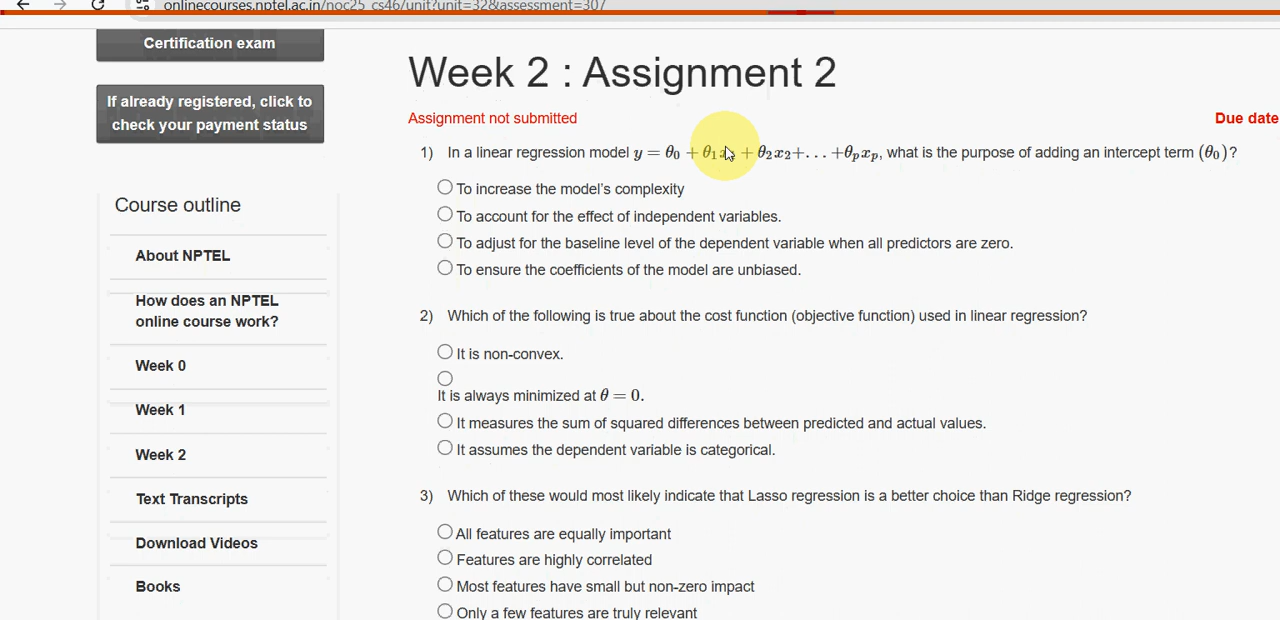 onlinecourses.nptel.ac.in/noc25_cs46/unit?unit=32&assessment=307
Certification exam
If already registered, click to
check your payment status
Course outline
About NPTEL
How does an NPTEL
online course work?
Week 0
Week 1
Week 2
Text Transcripts
Download Videos
Books
Week 2 : Assignment 2
Assignment not submitted
Due date
1) In a linear regression model y = θ0 + θ1x1 + θ2x2+. . . +θpxp, what is the purpose of adding an intercept term (θ0)?
To increase the model's complexity
To account for the effect of independent variables.
To adjust for the baseline level of the dependent variable when all predictors are zero.
To ensure the coefficients of the model are unbiased.
2) Which of the following is true about the cost function (objective function) used in linear regression?
It is non-convex.
It is always minimized at θ = 0.
It measures the sum of squared differences between predicted and actual values.
It assumes the dependent variable is categorical.
3) Which of these would most likely indicate that Lasso regression is a better choice than Ridge regression?
All features are equally important
Features are highly correlated
Most features have small but non-zero impact
Only a few features are truly relevant